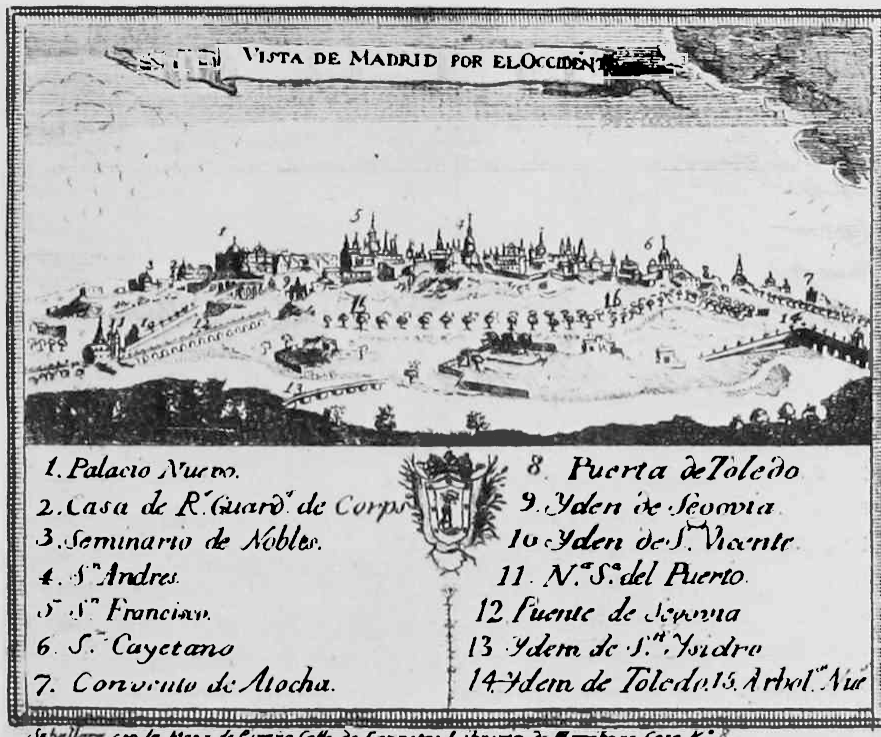 VISTA DE MADRID POR EL OCCIDENT
1. Palacio Nuevo.
2. Casa de R.ˢ Guard.ˢ de Corps
3. Seminario de Nobles.
4. S.ⁿ Andres.
5. S.ⁿ Francisco.
6. S.ⁿ Cayetano
7. Convento de Atocha.
8. Puerta de Toledo
9. Yden de Segovia
10 Yden de S.ⁿ Vicente
11. N.ª S.ª del Puerto.
12 Puente de Segovia
13 Ydem de S.ⁿ Ysidro
14 Ydem de Toledo. 15. Arbol.ˢ Nue